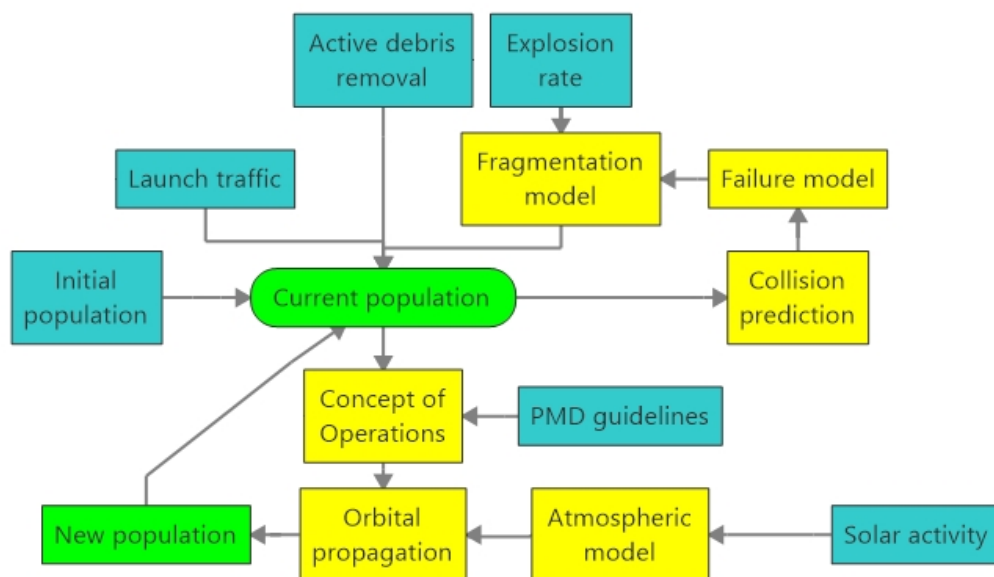 Active debris
removal
Explosion
rate
Launch traffic
Fragmentation
model
Failure model
Initial
population
Current population
Collision
prediction
Concept of
Operations
PMD guidelines
New population
Orbital
propagation
Atmospheric
model
Solar activity